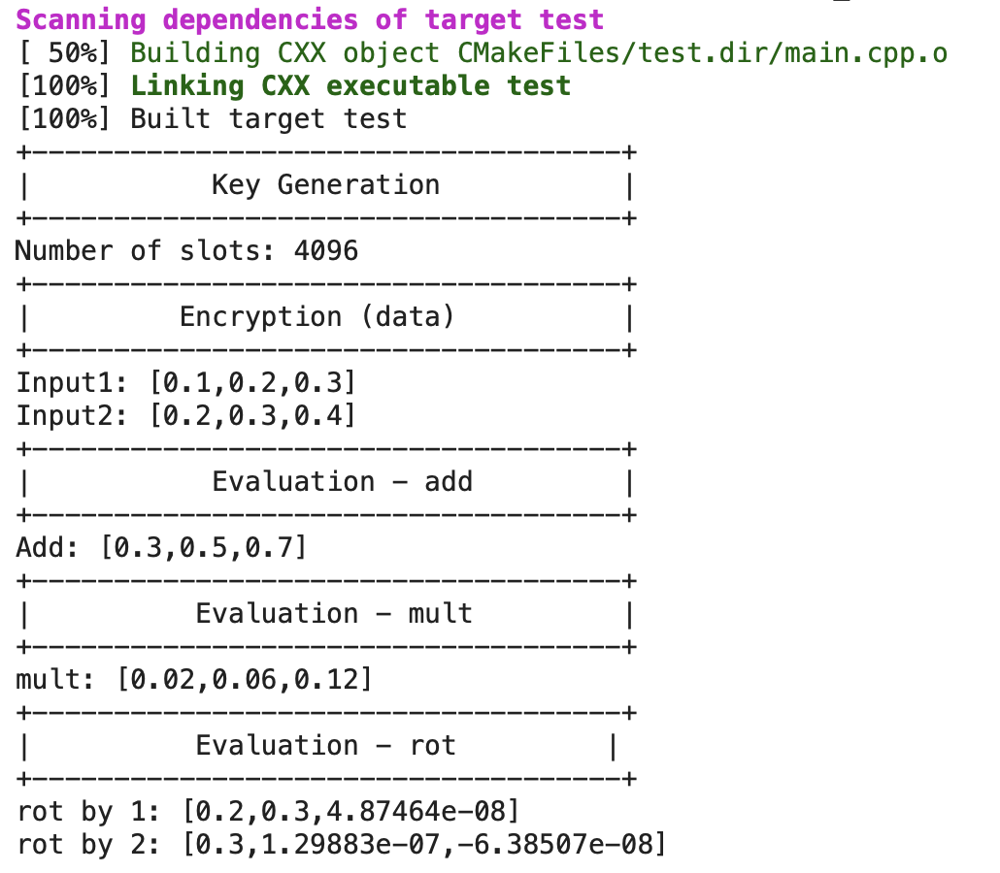 Scanning dependencies of target test
[ 50%] Building CXX object CMakeFiles/test.dir/main.cpp.o
[100%] Linking CXX executable test
[100%] Built target test
+------------------------------------+
|           Key Generation           |
+------------------------------------+
Number of slots: 4096
+------------------------------------+
|         Encryption (data)          |
+------------------------------------+
Input1: [0.1,0.2,0.3]
Input2: [0.2,0.3,0.4]
+------------------------------------+
|           Evaluation - add         |
+------------------------------------+
Add: [0.3,0.5,0.7]
+------------------------------------+
|          Evaluation - mult         |
+------------------------------------+
mult: [0.02,0.06,0.12]
+------------------------------------+
|          Evaluation - rot         |
+------------------------------------+
rot by 1: [0.2,0.3,4.87464e-08]
rot by 2: [0.3,1.29883e-07,-6.38507e-08]